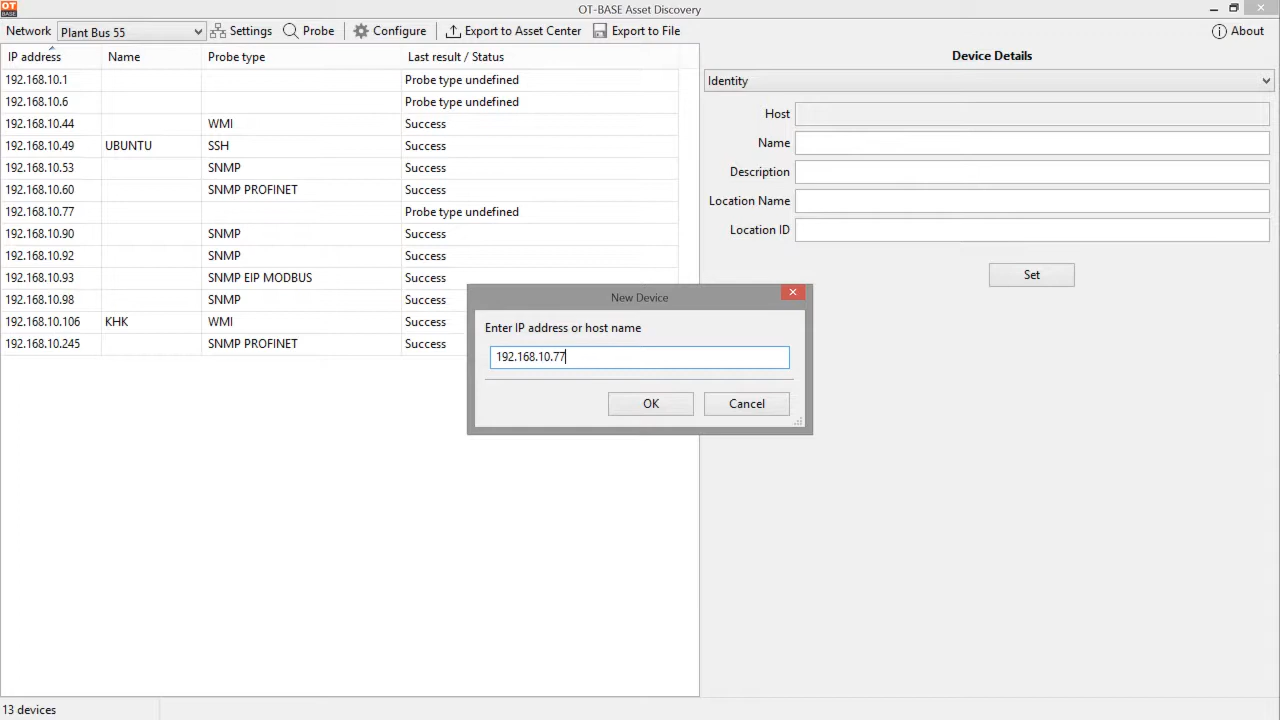 OT
BASE
OT-BASE Asset Discovery
Network Plant Bus 55 Settings Probe Configure Export to Asset Center Export to File About
IP address Name Probe type Last result / Status
192.168.10.1 Probe type undefined
192.168.10.6 Probe type undefined
192.168.10.44 WMI Success
192.168.10.49 UBUNTU SSH Success
192.168.10.53 SNMP Success
192.168.10.60 SNMP PROFINET Success
192.168.10.77 Probe type undefined
192.168.10.90 SNMP Success
192.168.10.92 SNMP Success
192.168.10.93 SNMP EIP MODBUS Success
192.168.10.98 SNMP Success
192.168.10.106 KHK WMI Success
192.168.10.245 SNMP PROFINET Success
Device Details
Identity
Host
Name
Description
Location Name
Location ID
Set
New Device
Enter IP address or host name
192.168.10.77
OK Cancel
13 devices